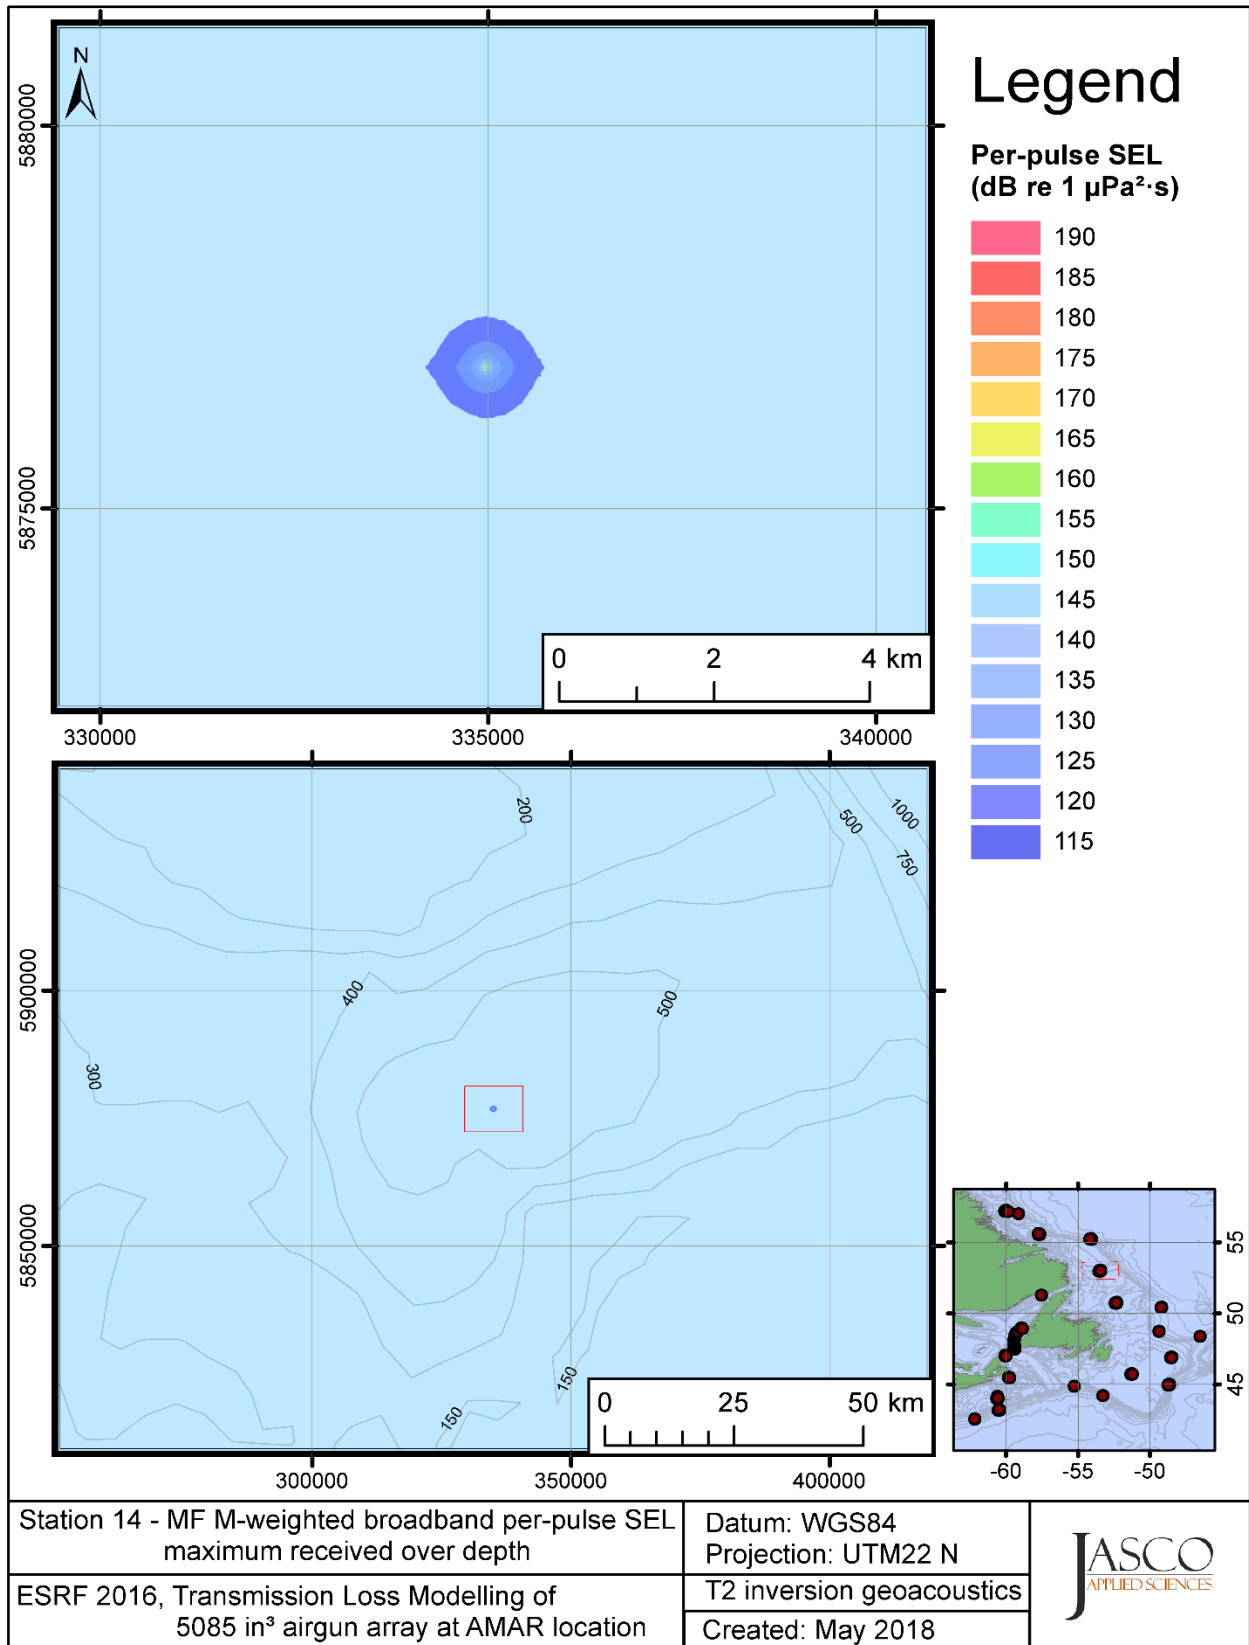 N
5880000
5875000
0 2 4 km
330000 335000 340000
Legend
Per-pulse SEL
(dB re 1 µPa²·s)
190
185
180
175
170
165
160
155
150
145
140
135
130
125
120
115
200
500
1000
750
400
500
300
150
150
5900000
5850000
0 25 50 km
300000 350000 400000
55
50
45
-60 -55 -50
Station 14 - MF M-weighted broadband per-pulse SEL
maximum received over depth
ESRF 2016, Transmission Loss Modelling of
5085 in³ airgun array at AMAR location
Datum: WGS84
Projection: UTM22 N
T2 inversion geoacoustics
Created: May 2018
JASCO
APPLIED SCIENCES